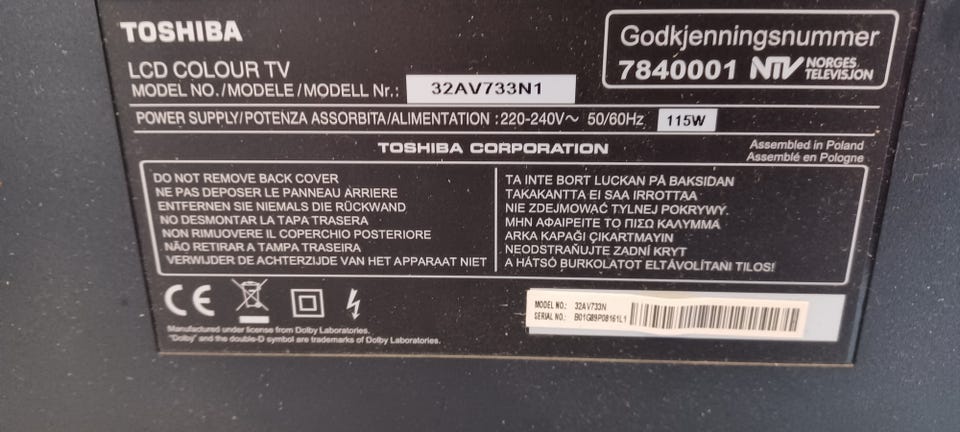 TOSHIBA
LCD COLOUR TV
MODEL NO./MODELE/MODELL Nr.: 32AV733N1
Godkjenningsnummer
7840001 NTV NORGES TELEVISJON
POWER SUPPLY/POTENZA ASSORBITA/ALIMENTATION :220-240V~ 50/60Hz 115W
TOSHIBA CORPORATION
Assembled in Poland
Assemblé en Pologne
DO NOT REMOVE BACK COVER
NE PAS DEPOSER LE PANNEAU ARRIERE
ENTFERNEN SIE NIEMALS DIE RÜCKWAND
NO DESMONTAR LA TAPA TRASERA
NON RIMUOVERE IL COPERCHIO POSTERIORE
NÃO RETIRAR A TAMPA TRASEIRA
VERWIJDER DE ACHTERZIJDE VAN HET APPARAAT NIET
TA INTE BORT LUCKAN PÅ BAKSIDAN
TAKAKANTTA EI SAA IRROTTAA
NIE ZDEJMOWAĆ TYLNEJ POKRYWY.
ΜΗΝ ΑΦΑΙΡΕΙΤΕ ΤΟ ΠΙΣΩ ΚΑΛΥΜΜΑ
ARKA KAPAĞI ÇIKARTMAYIN
NEODSTRAŇUJTE ZADNÍ KRYT
A HÁTSÓ BURKOLATOT ELTÁVOLÍTANI TILOS!
CE
MODEL NO.: 32AV733N
SERIAL NO.: B01G89P08161L1
Manufactured under license from Dolby Laboratories.
"Dolby" and the double-D symbol are trademarks of Dolby Laboratories.